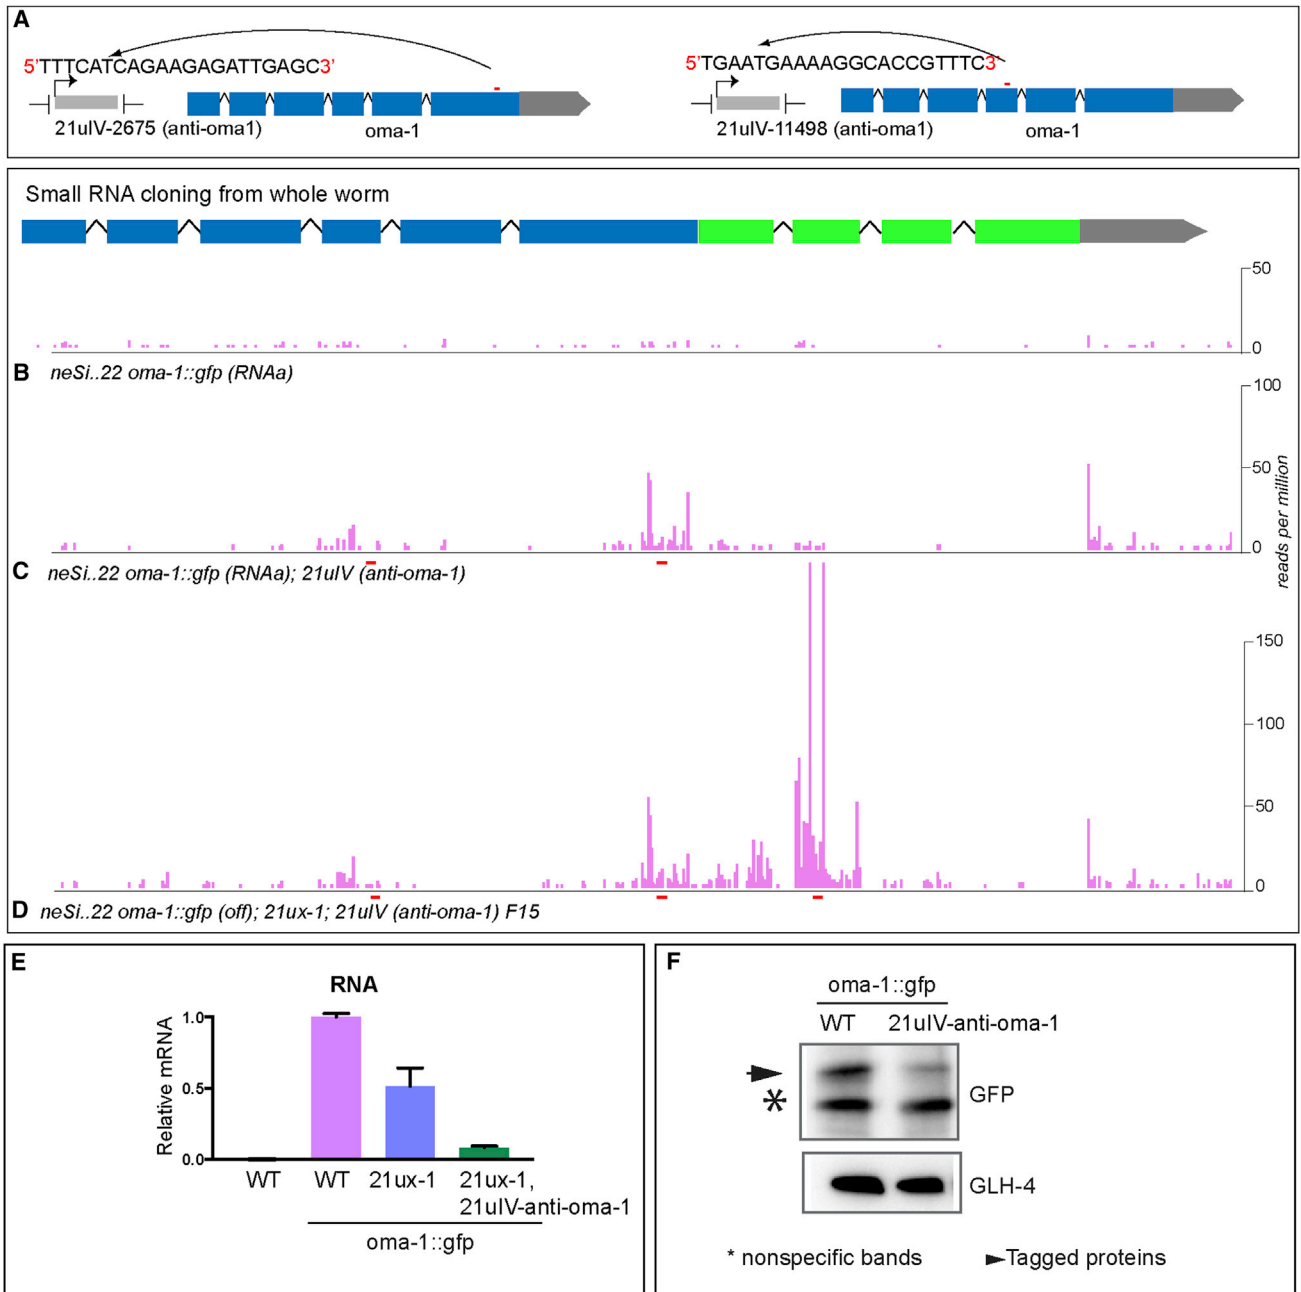 A
5'TTTCATCAGAAGAGATTGAGC3'
21uIV-2675 (anti-oma1)
oma-1
5'TGAATGAAAAGGCACCGTTTC3'
21uIV-11498 (anti-oma1)
oma-1
Small RNA cloning from whole worm
50
0
B neSi..22 oma-1::gfp (RNAa)
100
50
0
reads per million
C neSi..22 oma-1::gfp (RNAa); 21uIV (anti-oma-1)
150
100
50
0
D neSi..22 oma-1::gfp (off); 21ux-1; 21uIV (anti-oma-1) F15
E
RNA
Relative mRNA
1.0
0.5
0.0
WT
WT
21ux-1
21ux-1,
21uIV-anti-oma-1
oma-1::gfp
F
oma-1::gfp
WT 21uIV-anti-oma-1
*
GFP
GLH-4
* nonspecific bands
Tagged proteins